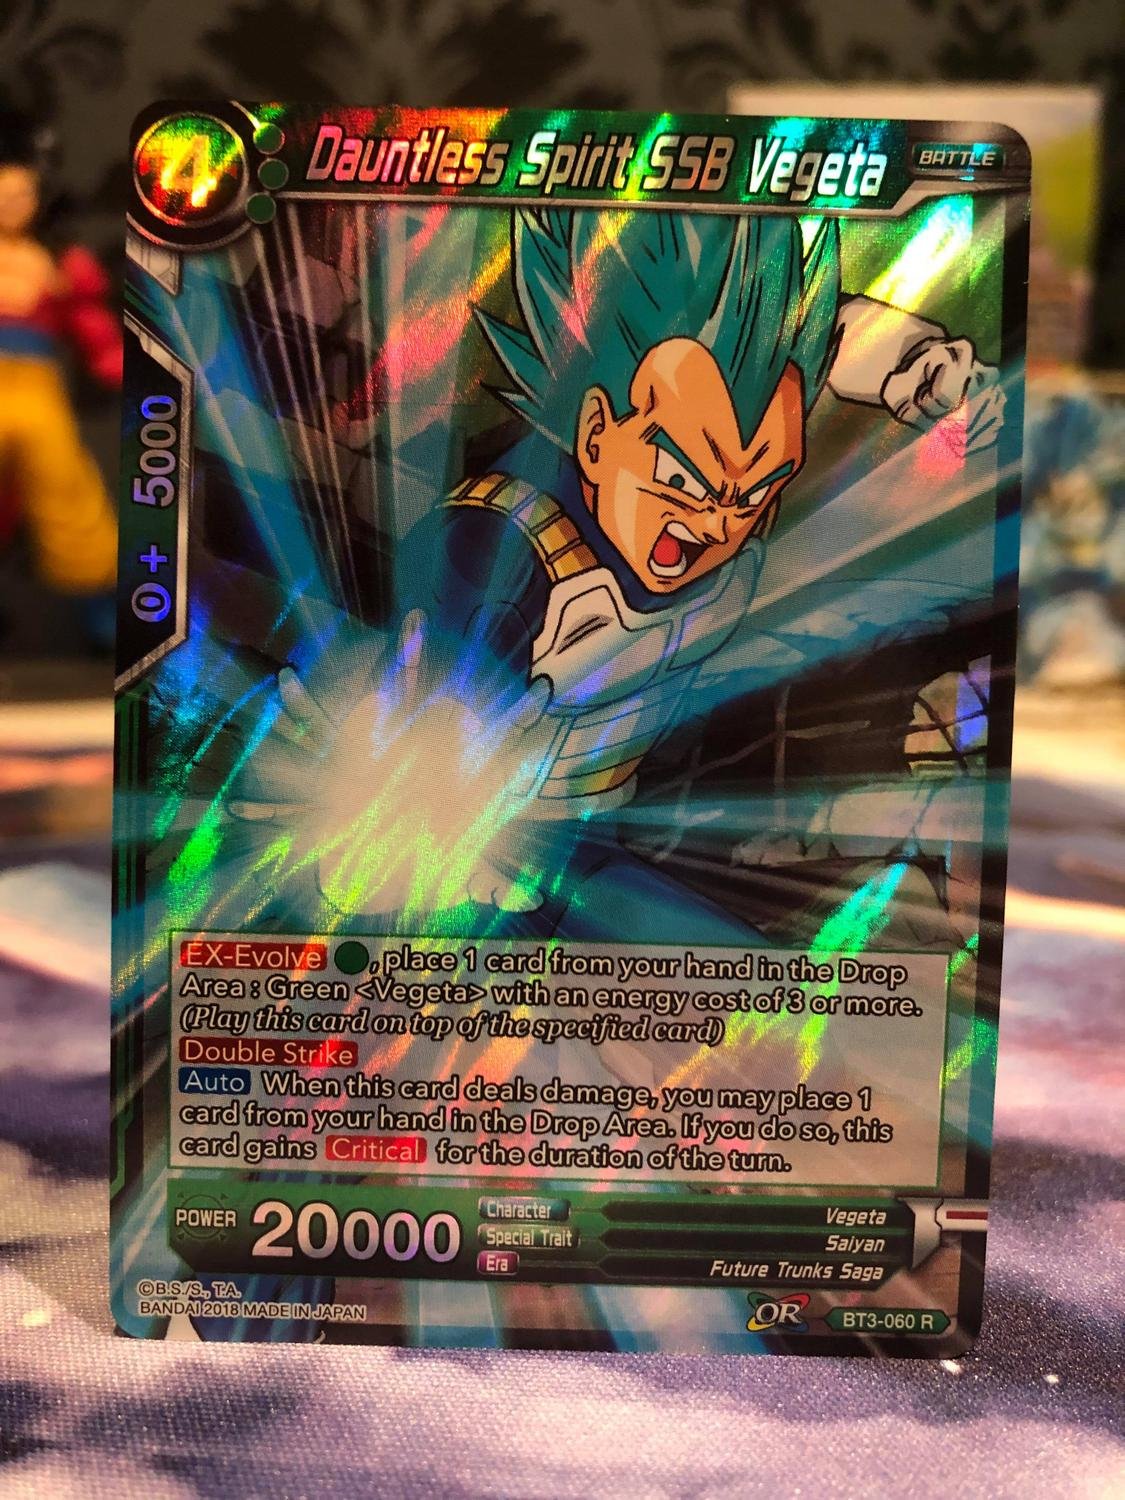 4
Dauntless Spirit SSB Vegeta
BATTLE
0 + 5000
EX-Evolve , place 1 card from your hand in the Drop
Area : Green <Vegeta> with an energy cost of 3 or more.
(Play this card on top of the specified card)
Double Strike
Auto When this card deals damage, you may place 1
card from your hand in the Drop Area. If you do so, this
card gains Critical for the duration of the turn.
POWER 20000
Character Vegeta
Special Trait Saiyan
Era Future Trunks Saga
©B.S./S., T.A.
BANDAI 2018 MADE IN JAPAN
OR BT3-060 R